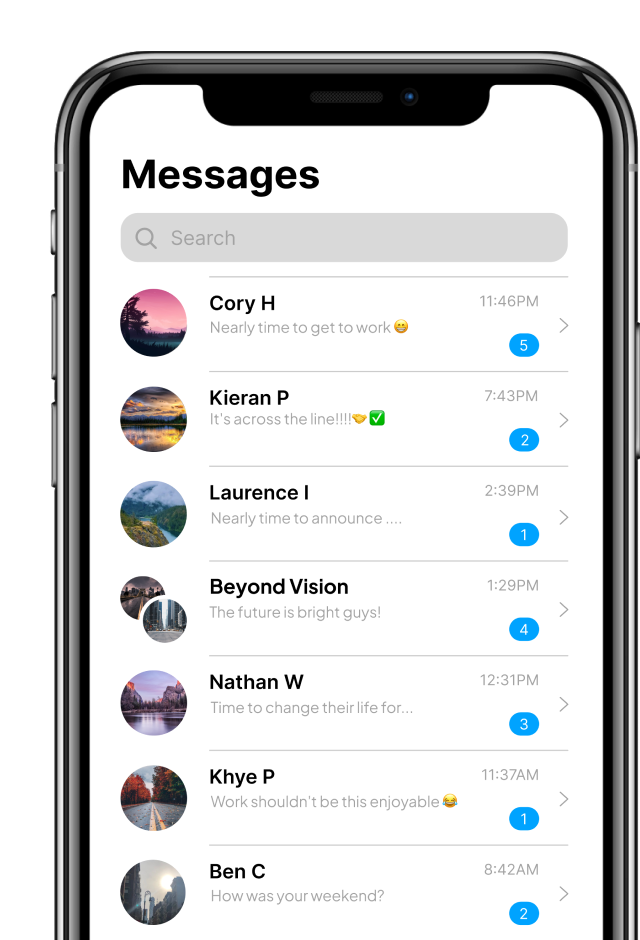 Messages
Search
Cory H 11:46PM
Nearly time to get to work😁 5
Kieran P 7:43PM
It's across the line!!!!🤝✅ 2
Laurence I 2:39PM
Nearly time to announce .... 1
Beyond Vision 1:29PM
The future is bright guys! 4
Nathan W 12:31PM
Time to change their life for... 3
Khye P 11:37AM
Work shouldn't be this enjoyable😂 1
Ben C 8:42AM
How was your weekend? 2